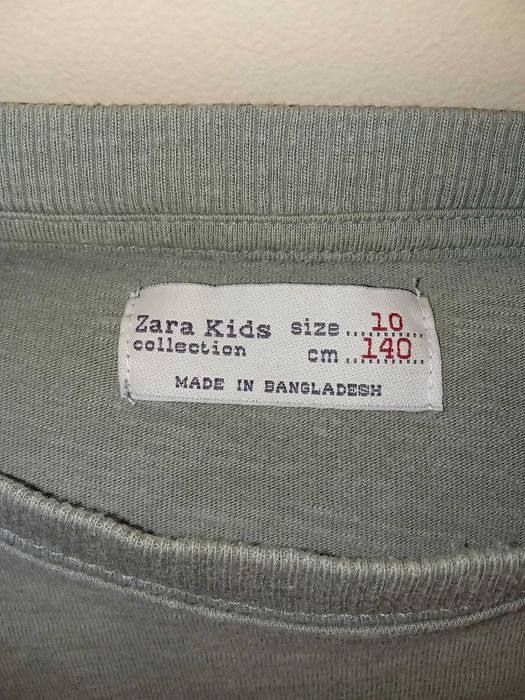 Zara Kids size 10
collection cm 140
MADE IN BANGLADESH